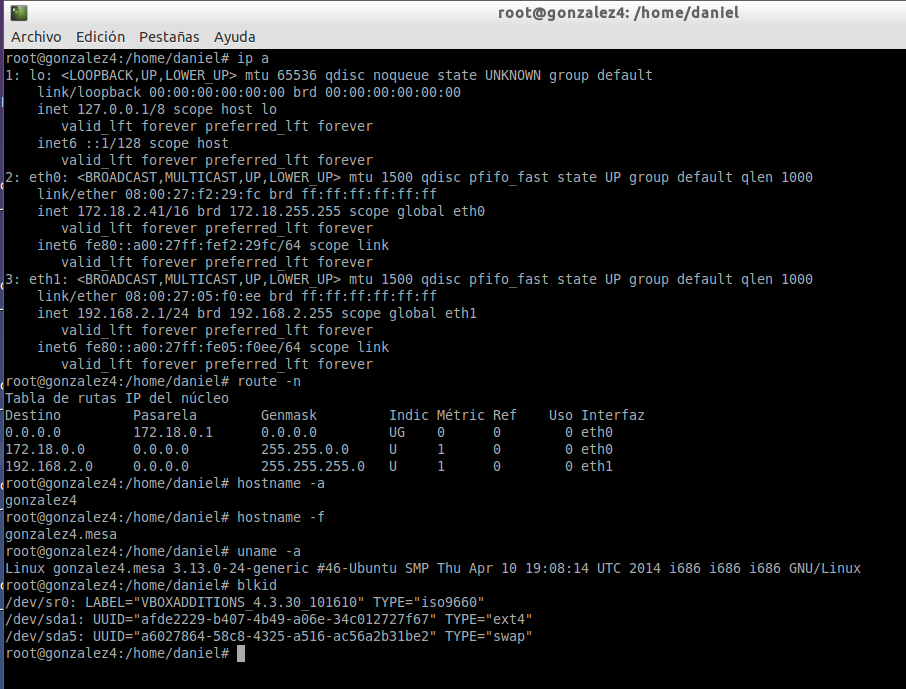 root@gonzalez4: /home/daniel
Archivo Edición Pestañas Ayuda
root@gonzalez4:/home/daniel# ip a
1: lo: <LOOPBACK,UP,LOWER_UP> mtu 65536 qdisc noqueue state UNKNOWN group default
    link/loopback 00:00:00:00:00:00 brd 00:00:00:00:00:00
    inet 127.0.0.1/8 scope host lo
       valid_lft forever preferred_lft forever
    inet6 ::1/128 scope host
       valid_lft forever preferred_lft forever
2: eth0: <BROADCAST,MULTICAST,UP,LOWER_UP> mtu 1500 qdisc pfifo_fast state UP group default qlen 1000
    link/ether 08:00:27:f2:29:fc brd ff:ff:ff:ff:ff:ff
    inet 172.18.2.41/16 brd 172.18.255.255 scope global eth0
       valid_lft forever preferred_lft forever
    inet6 fe80::a00:27ff:fef2:29fc/64 scope link
       valid_lft forever preferred_lft forever
3: eth1: <BROADCAST,MULTICAST,UP,LOWER_UP> mtu 1500 qdisc pfifo_fast state UP group default qlen 1000
    link/ether 08:00:27:05:f0:ee brd ff:ff:ff:ff:ff:ff
    inet 192.168.2.1/24 brd 192.168.2.255 scope global eth1
       valid_lft forever preferred_lft forever
    inet6 fe80::a00:27ff:fe05:f0ee/64 scope link
       valid_lft forever preferred_lft forever
root@gonzalez4:/home/daniel# route -n
Tabla de rutas IP del núcleo
Destino         Pasarela        Genmask         Indic Métric Ref    Uso Interfaz
0.0.0.0         172.18.0.1      0.0.0.0         UG    0      0        0 eth0
172.18.0.0      0.0.0.0         255.255.0.0     U     1      0        0 eth0
192.168.2.0     0.0.0.0         255.255.255.0   U     1      0        0 eth1
root@gonzalez4:/home/daniel# hostname -a
gonzalez4
root@gonzalez4:/home/daniel# hostname -f
gonzalez4.mesa
root@gonzalez4:/home/daniel# uname -a
Linux gonzalez4.mesa 3.13.0-24-generic #46-Ubuntu SMP Thu Apr 10 19:08:14 UTC 2014 i686 i686 i686 GNU/Linux
root@gonzalez4:/home/daniel# blkid
/dev/sr0: LABEL="VBOXADDITIONS_4.3.30_101610" TYPE="iso9660"
/dev/sda1: UUID="afde2229-b407-4b49-a06e-34c012727f67" TYPE="ext4"
/dev/sda5: UUID="a6027864-58c8-4325-a516-ac56a2b31be2" TYPE="swap"
root@gonzalez4:/home/daniel#